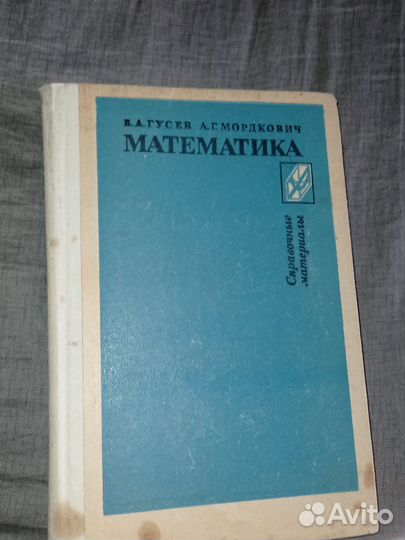 В.А.ГУСЕВ А.Г.МОРДКОВИЧ
МАТЕМАТИКА
Справочные
материалы
Avito